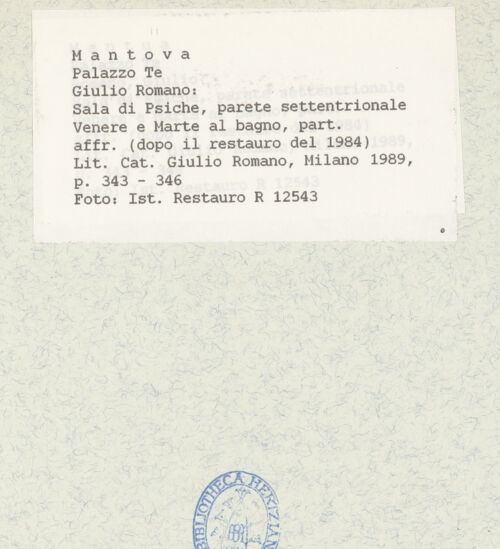 M a n t o v a
Palazzo Te
Giulio Romano:
Sala di Psiche, parete settentrionale
Venere e Marte al bagno, part.
affr. (dopo il restauro del 1984)
Lit. Cat. Giulio Romano, Milano 1989,
p. 343 - 346
Foto: Ist. Restauro R 12543
BIBLIOTHECA HERTZIAN